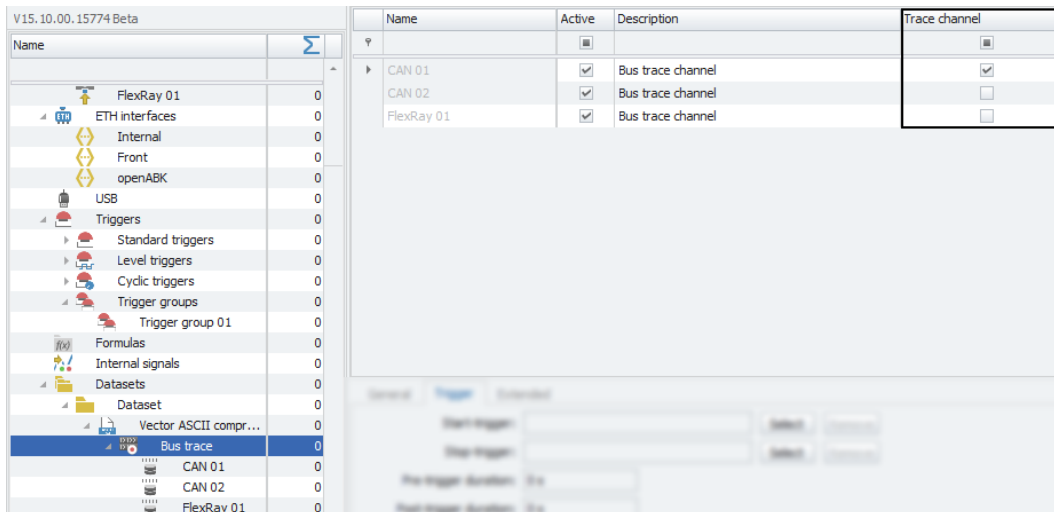 V15.10.00.15774 Beta
Name Σ
FlexRay 01 0
ETH interfaces 0
Internal 0
Front 0
openABK 0
USB 0
Triggers 0
Standard triggers 0
Level triggers 0
Cyclic triggers 0
Trigger groups 0
Trigger group 01 0
f(x) Formulas 0
Internal signals 0
Datasets 0
Dataset 0
Vector ASCII compr... 0
Bus trace 0
CAN 01 0
CAN 02 0
FlexRay 01 0
Name Active Description Trace channel
CAN 01 Bus trace channel
CAN 02 Bus trace channel
FlexRay 01 Bus trace channel
General Trigger Extended
Start trigger: Select Remove
Stop trigger: Select Remove
Pre-trigger duration: 0 s
Post-trigger duration: 0 s